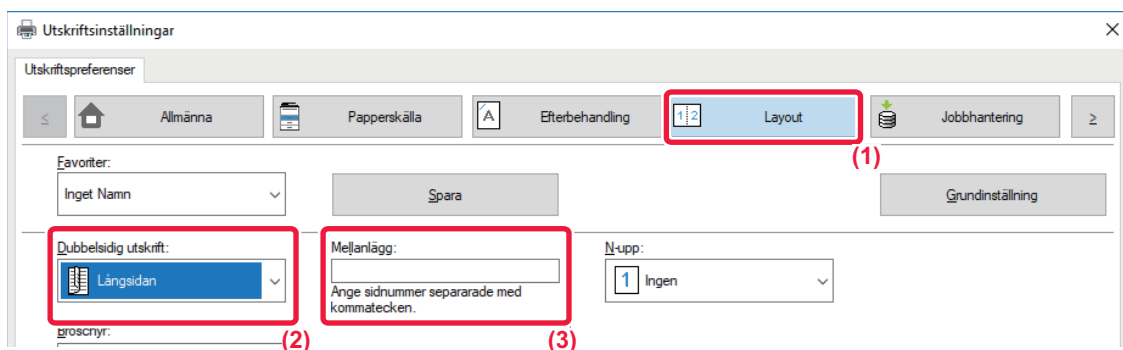 Utskriftsinställningar
Utskriftspreferenser
< Allmänna Papperskälla A Efterbehandling 1 2 Layout Jobbhantering >
(1)
Favoriter:
Inget Namn Spara Grundinställning
Dubbelsidig utskrift: Mellanlägg: N-upp:
Långsidan 1 Ingen
Ange sidnummer separarade med
kommatecken.
Broschyr: (2) (3)